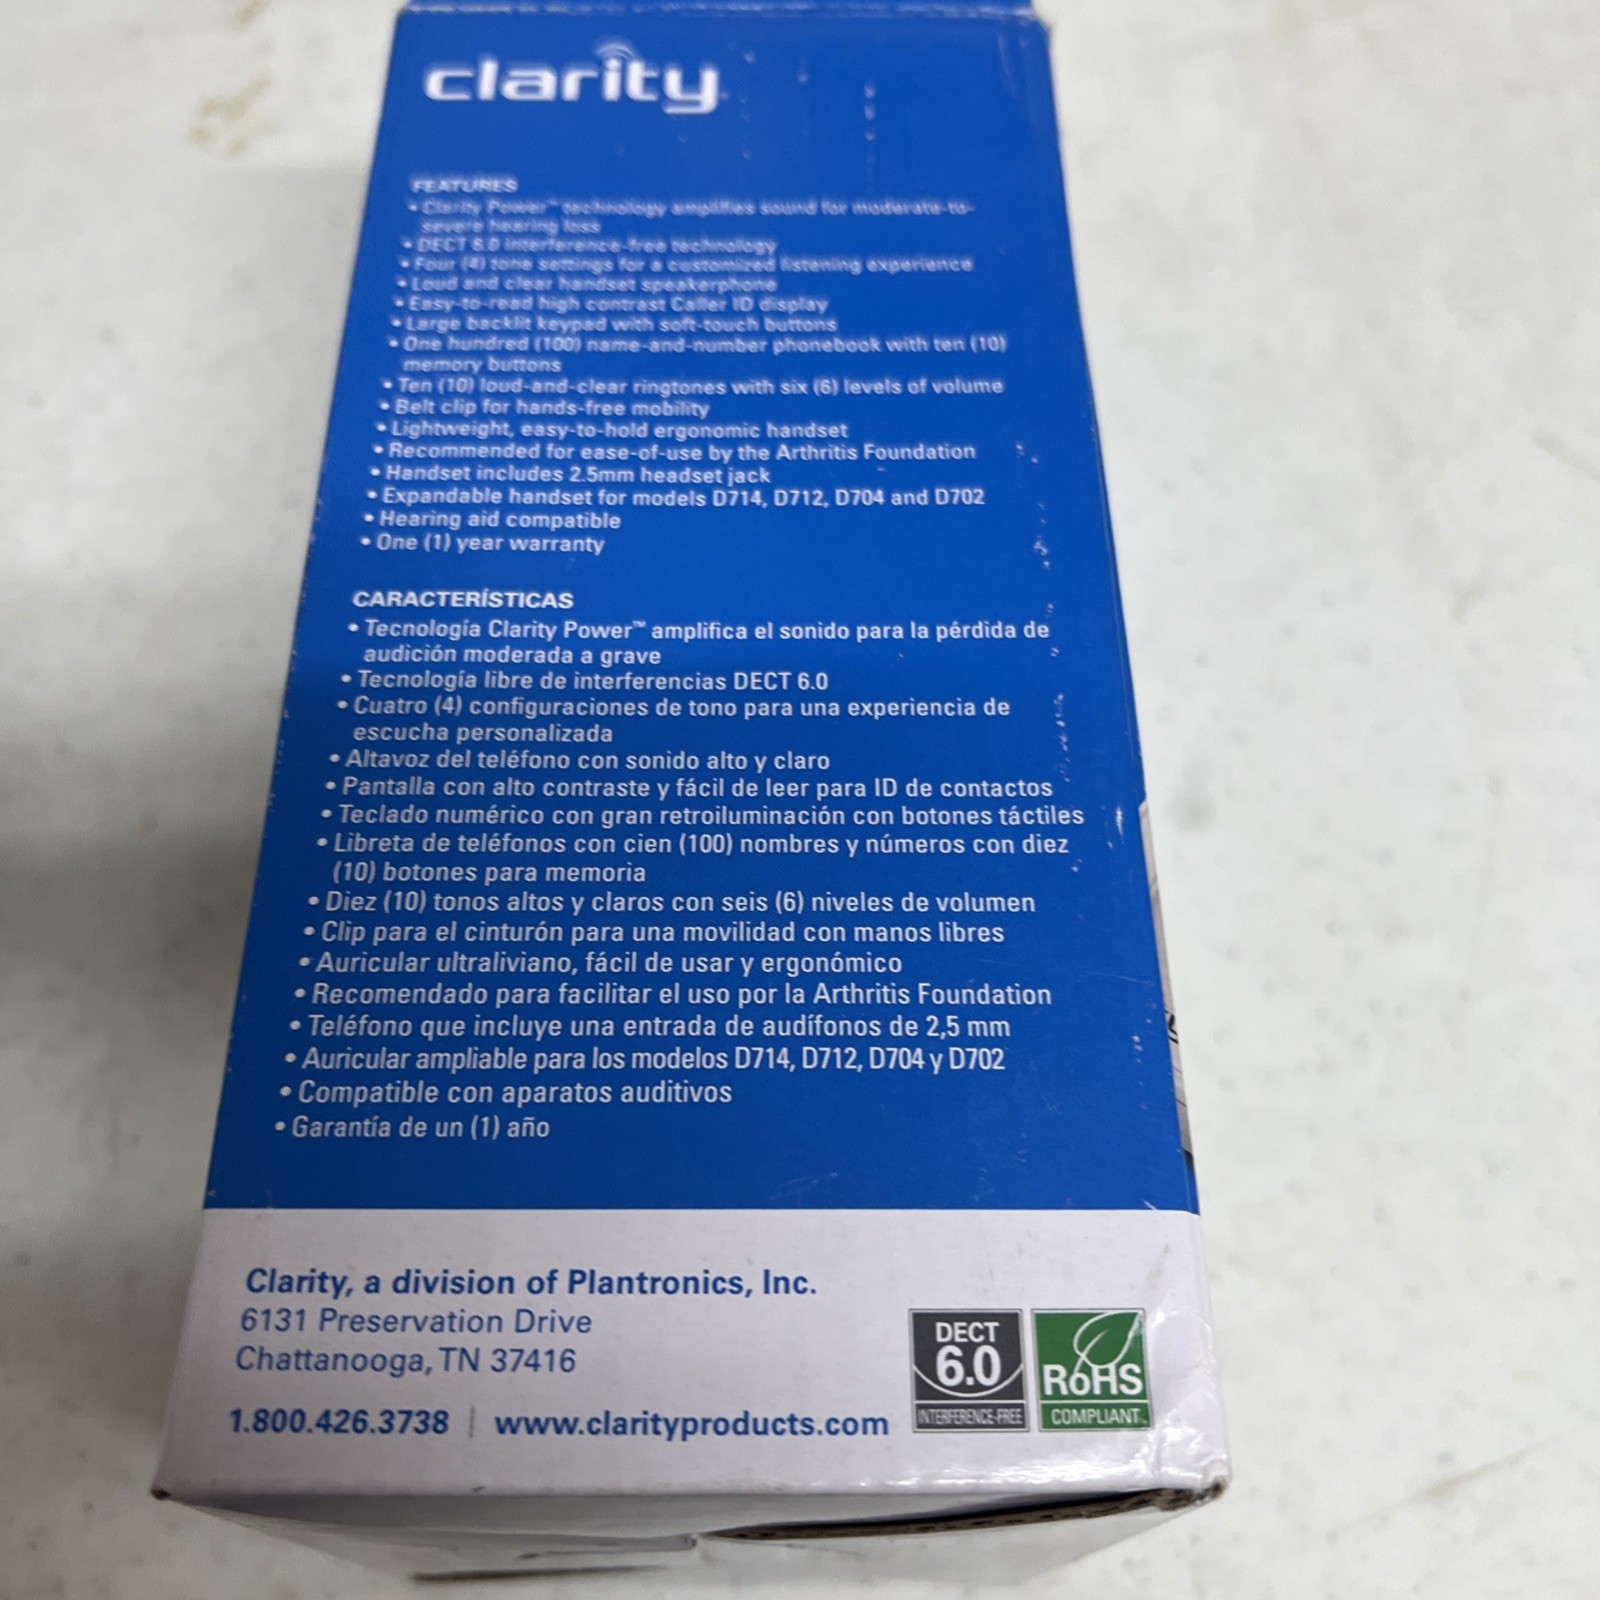 clarity
FEATURES
• Clarity Power™ technology amplifies sound for moderate-to-
severe hearing loss
• DECT 6.0 interference-free technology
• Four (4) tone settings for a customized listening experience
• Loud and clear handset speakerphone
• Easy-to-read high contrast Caller ID display
• Large backlit keypad with soft-touch buttons
• One hundred (100) name-and-number phonebook with ten (10)
memory buttons
• Ten (10) loud-and-clear ringtones with six (6) levels of volume
• Belt clip for hands-free mobility
• Lightweight, easy-to-hold ergonomic handset
• Recommended for ease-of-use by the Arthritis Foundation
• Handset includes 2.5mm headset jack
• Expandable handset for models D714, D712, D704 and D702
• Hearing aid compatible
• One (1) year warranty
CARACTERÍSTICAS
• Tecnología Clarity Power™ amplifica el sonido para la pérdida de
audición moderada a grave
• Tecnología libre de interferencias DECT 6.0
• Cuatro (4) configuraciones de tono para una experiencia de
escucha personalizada
• Altavoz del teléfono con sonido alto y claro
• Pantalla con alto contraste y fácil de leer para ID de contactos
• Teclado numérico con gran retroiluminación con botones táctiles
• Libreta de teléfonos con cien (100) nombres y números con diez
(10) botones para memoria
• Diez (10) tonos altos y claros con seis (6) niveles de volumen
• Clip para el cinturón para una movilidad con manos libres
• Auricular ultraliviano, fácil de usar y ergonómico
• Recomendado para facilitar el uso por la Arthritis Foundation
• Teléfono que incluye una entrada de audífonos de 2,5 mm
• Auricular ampliable para los modelos D714, D712, D704 y D702
• Compatible con aparatos auditivos
• Garantía de un (1) año
Clarity, a division of Plantronics, Inc.
6131 Preservation Drive
Chattanooga, TN 37416
1.800.426.3738 | www.clarityproducts.com
DECT
6.0
INTERFERENCE-FREE
RoHS
COMPLIANT